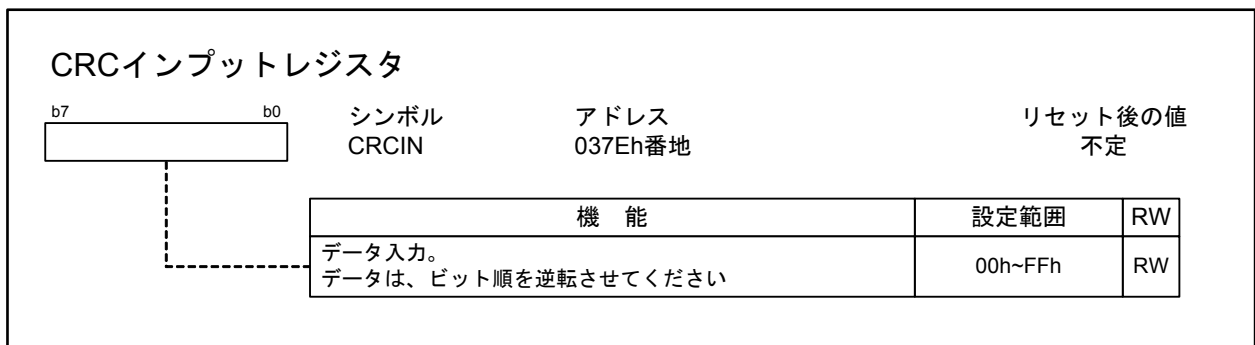 CRCインプットレジスタ
b7 b0 シンボル アドレス リセット後の値
CRCIN 037Eh番地 不定
機 能 設定範囲 RW
データ入力。
データは、ビット順を逆転させてください 00h~FFh RW